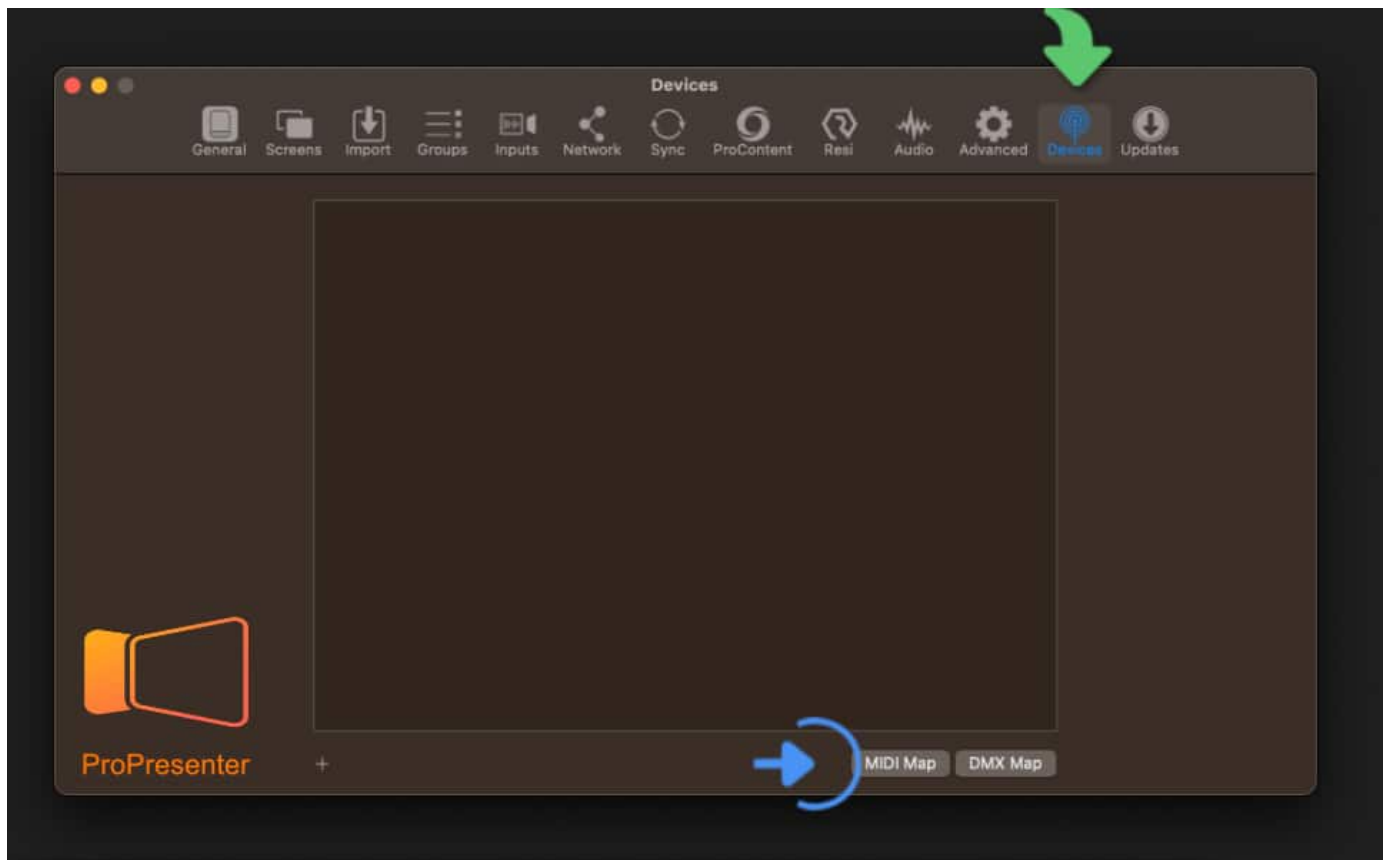 Devices
General Screens Import Groups Inputs Network Sync ProContent Resi Audio Advanced Devices Updates
ProPresenter + MIDI Map DMX Map